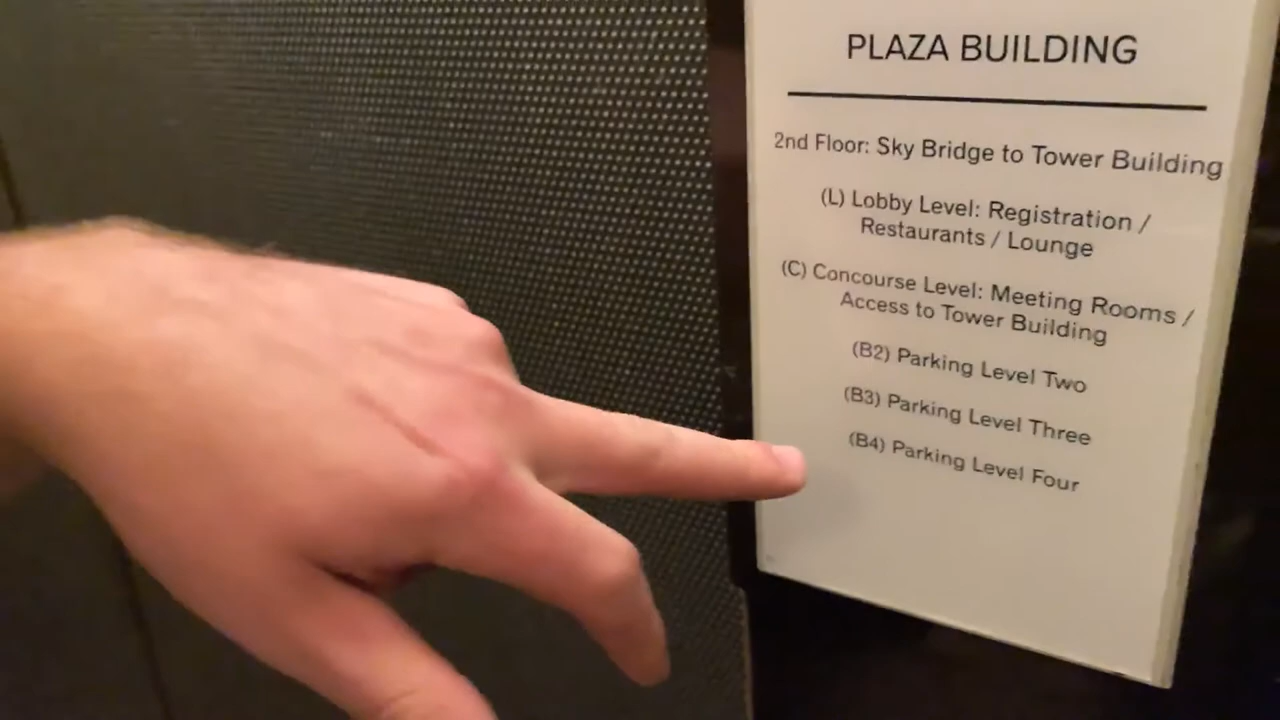 PLAZA BUILDING
2nd Floor: Sky Bridge to Tower Building
(L) Lobby Level: Registration /
Restaurants / Lounge
(C) Concourse Level: Meeting Rooms /
Access to Tower Building
(B2) Parking Level Two
(B3) Parking Level Three
(B4) Parking Level Four